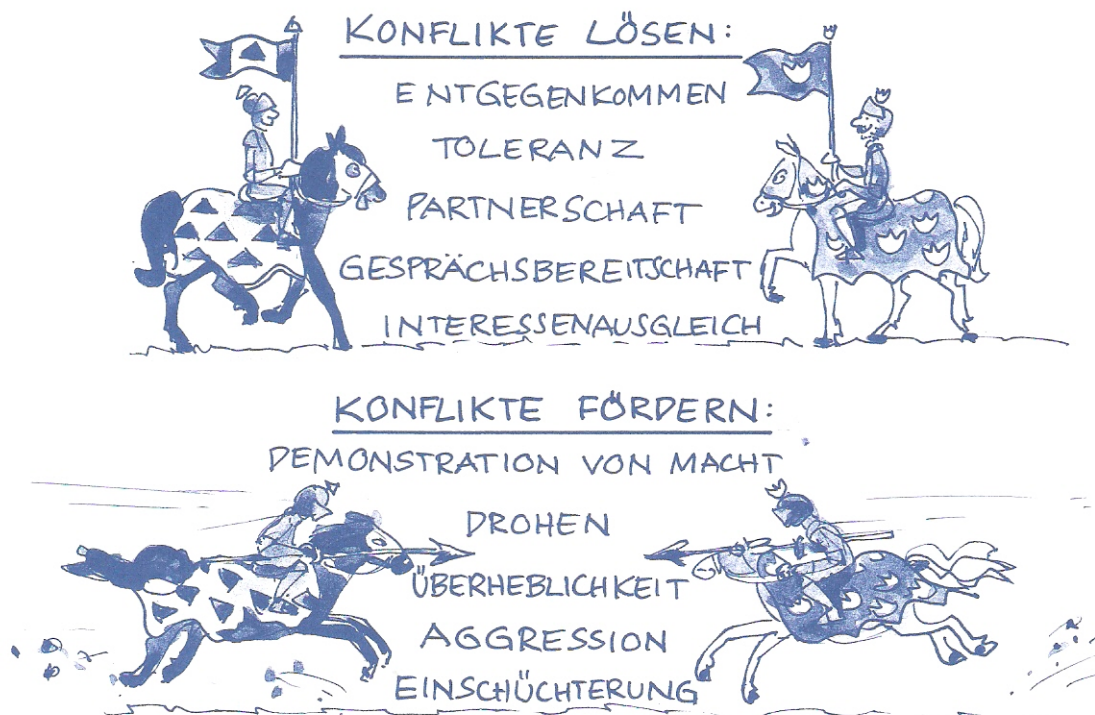 KONFLIKTE LÖSEN:
ENTGEGENKOMMEN
TOLERANZ
PARTNERSCHAFT
GESPRÄCHSBEREITSCHAFT
INTERESSENAUSGLEICH
KONFLIKTE FÖRDERN:
DEMONSTRATION VON MACHT
DROHEN
ÜBERHEBLICHKEIT
AGGRESSION
EINSCHÜCHTERUNG